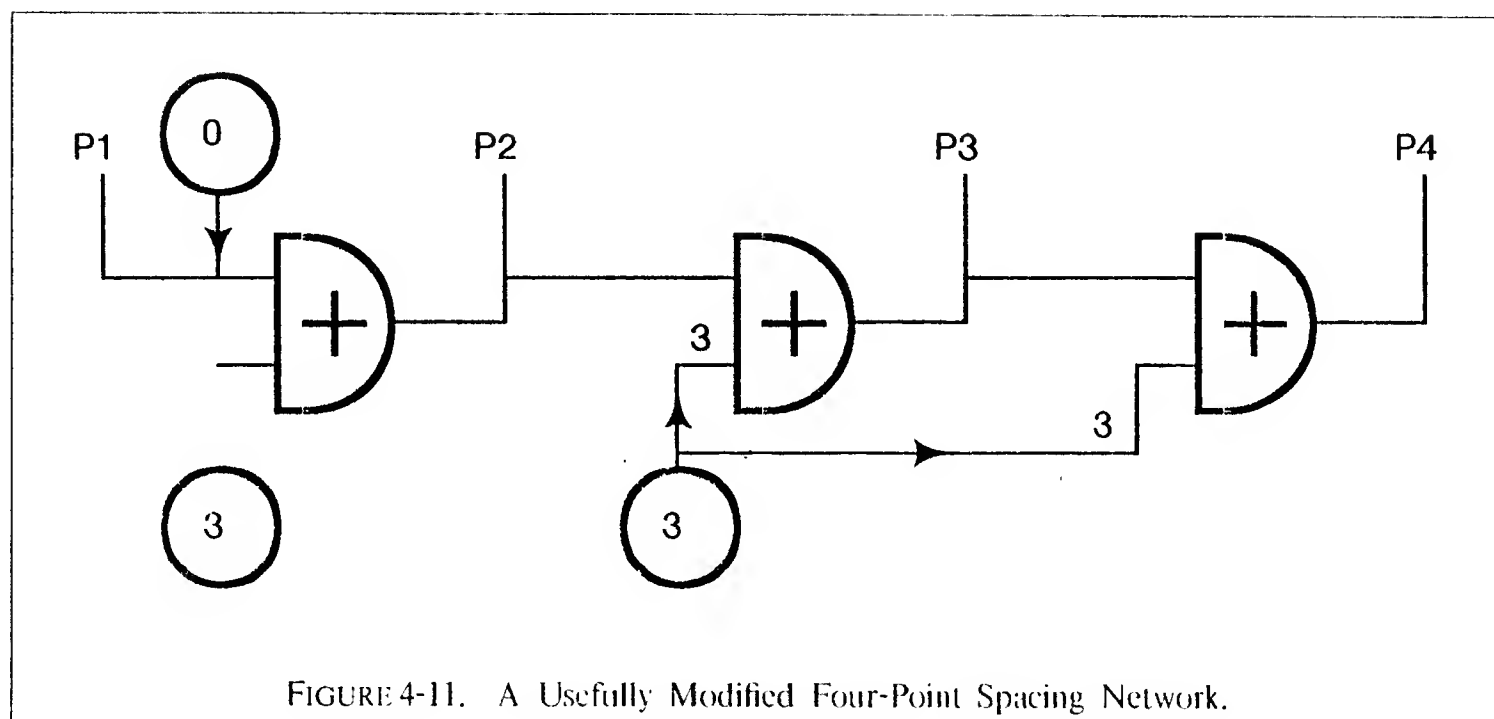 0
P1 P2 P3 P4
+ + +
3
3
3 3
FIGURE 4-11. A Usefully Modified Four-Point Spacing Network.